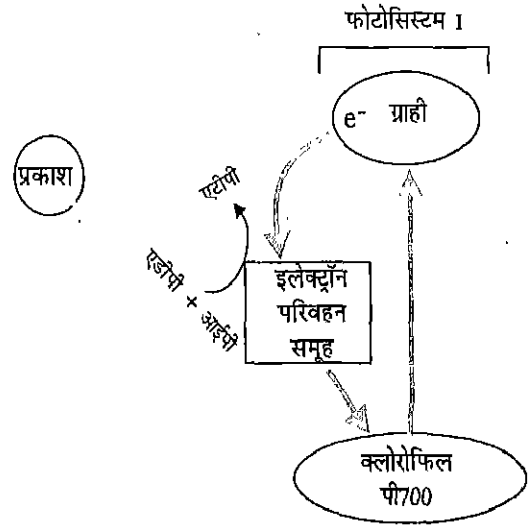 फोटोसिस्टम I
e⁻ ग्राही
प्रकाश
एटीपी
एडीपी + आईपी
इलेक्ट्रॉन
परिवहन
समूह
क्लोरोफिल
पी700